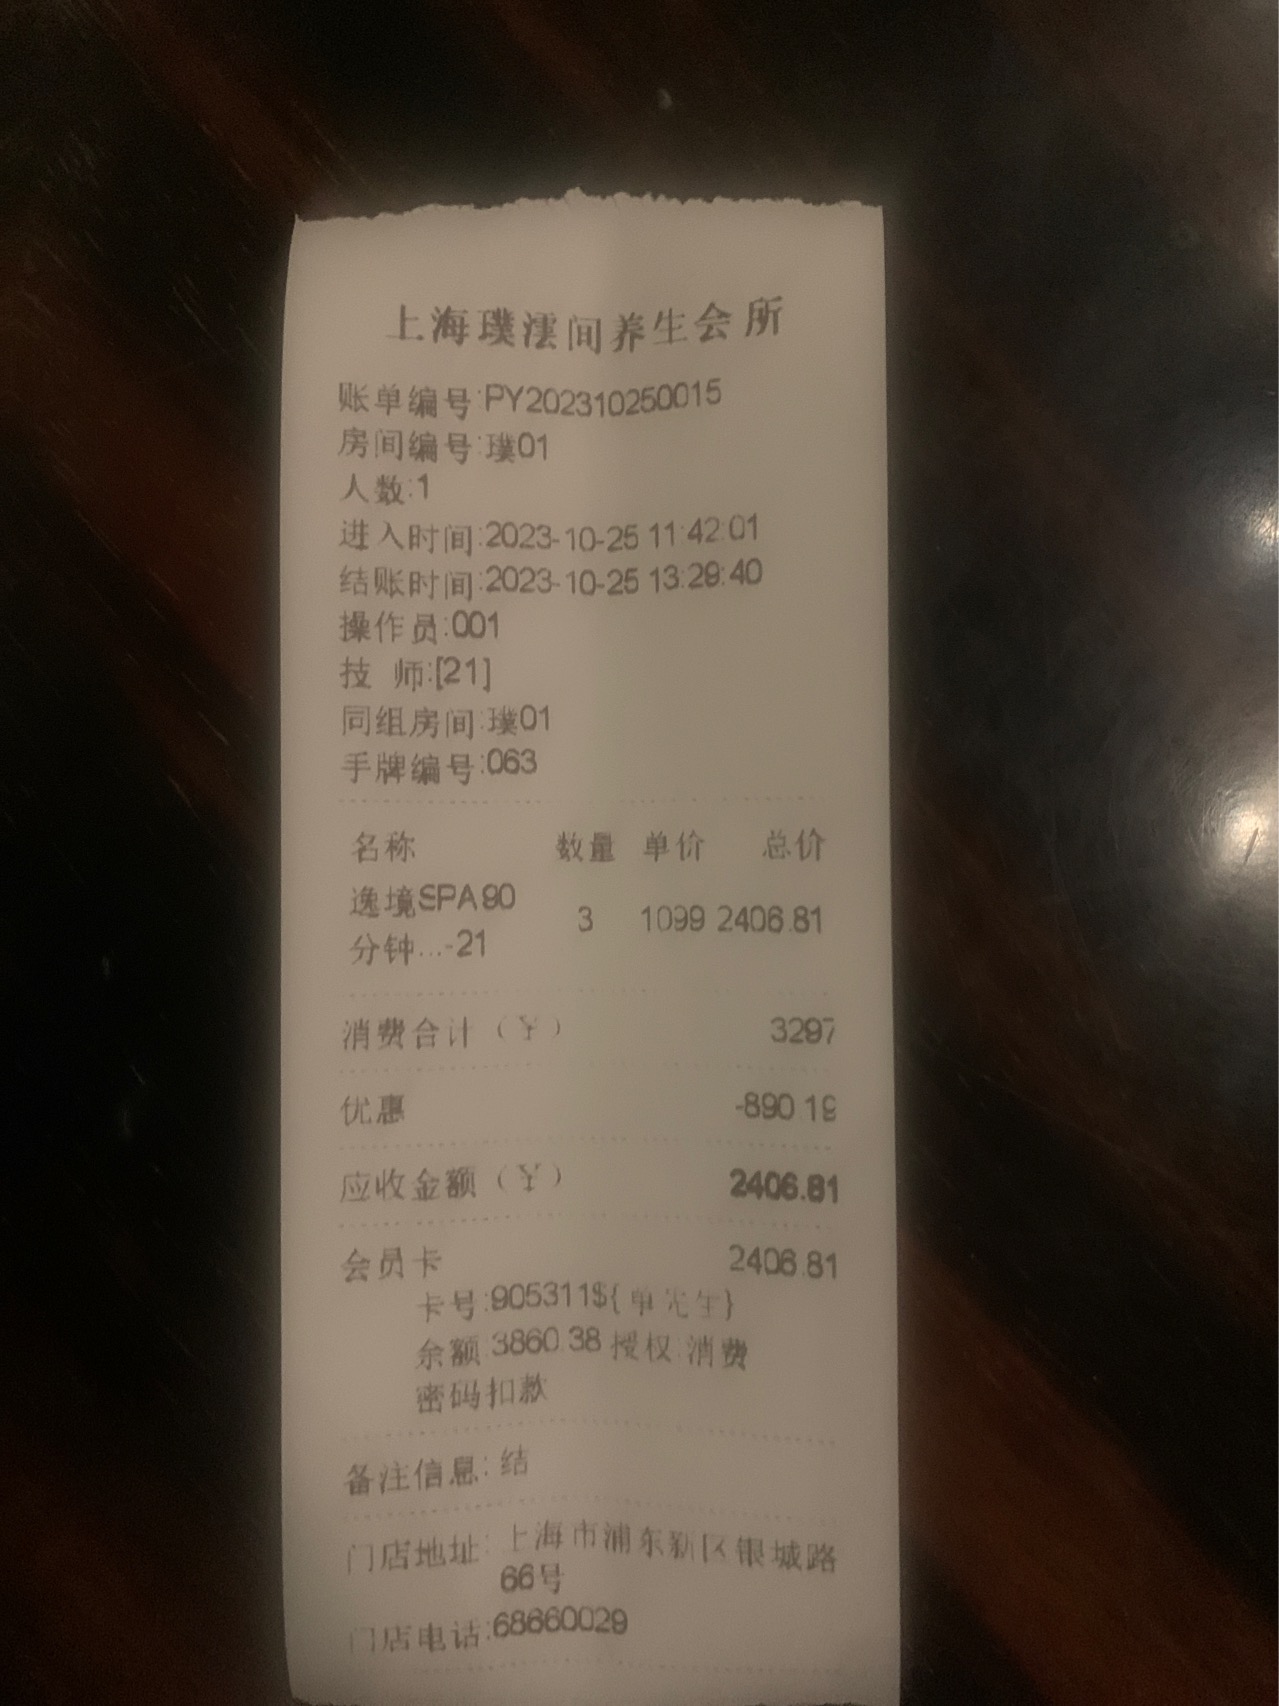 上海璞澐间养生会所
账单编号:PY202310250015
房间编号:璞01
人数:1
进入时间:2023-10-25 11:42:01
结账时间:2023-10-25 13:29:40
操作员:001
技 师:[21]
同组房间:璞01
手牌编号:063
名称 数量 单价 总价
逸境SPA90
分钟...-21 3 1099 2406.81
消费合计（¥） 3297
优惠 -890.19
应收金额（¥） 2406.81
会员卡 2406.81
卡号:905311${单先生}
余额:3860.38 授权:消费
密码扣款
备注信息: 结
门店地址: 上海市浦东新区银城路
66号
门店电话:68660029